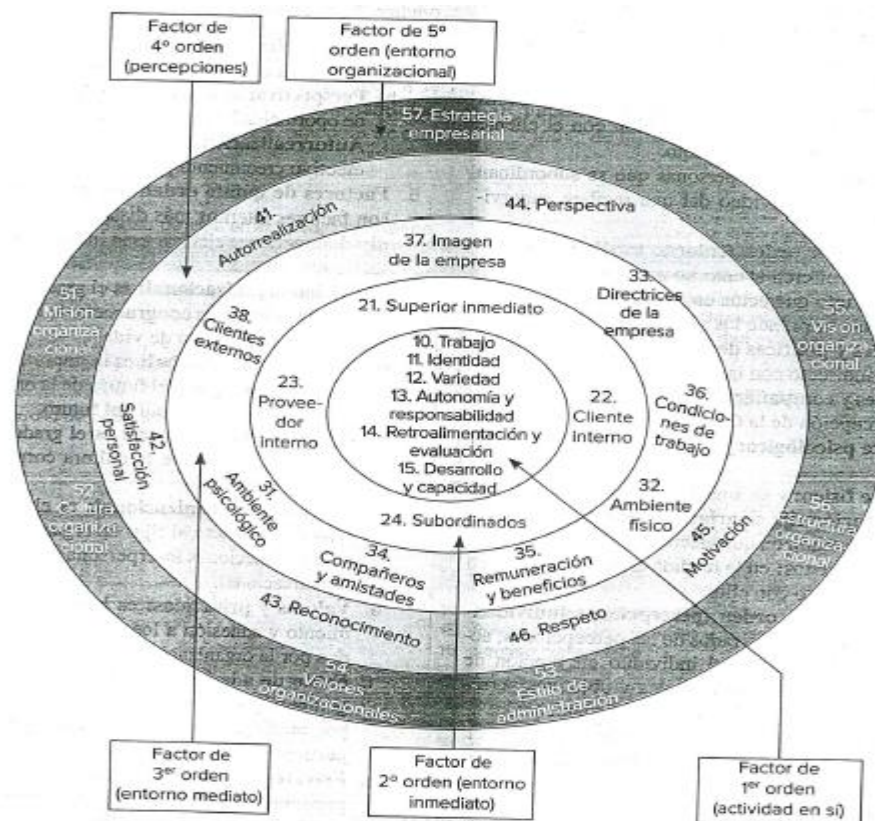 Factor de
4º orden
(percepciones)
Factor de 5º
orden (entorno
organizacional)
57. Estrategia
empresarial
41.
Autorrealización
44. Perspectiva
37. Imagen
de la empresa
33.
Directrices
de la
empresa
51.
Misión
organiza
cional
55.
Visión
organiza
cional
38.
Clientes
externos
21. Superior inmediato
10. Trabajo
11. Identidad
12. Variedad
13. Autonomía y
responsabilidad
14. Retroalimentación y
evaluación
15. Desarrollo
y capacidad
23.
Provee-
dor
interno
22.
Cliente
interno
36.
Condicio-
nes de
trabajo
42.
Satisfacción
personal
31.
Ambiente
psicológico
24. Subordinados
32.
Ambiente
físico
45.
Motivación
52.
Cultura
organiza
cional
56.
Estructura
organiza
cional
34.
Compañeros
y amistades
35.
Remuneración
y beneficios
43. Reconocimiento
46. Respeto
54.
Valores
organizacionales
53.
Estilo de
administración
Factor de
3er orden
(entorno mediato)
Factor de
2º orden (entorno
inmediato)
Factor de
1er orden
(actividad en sí)